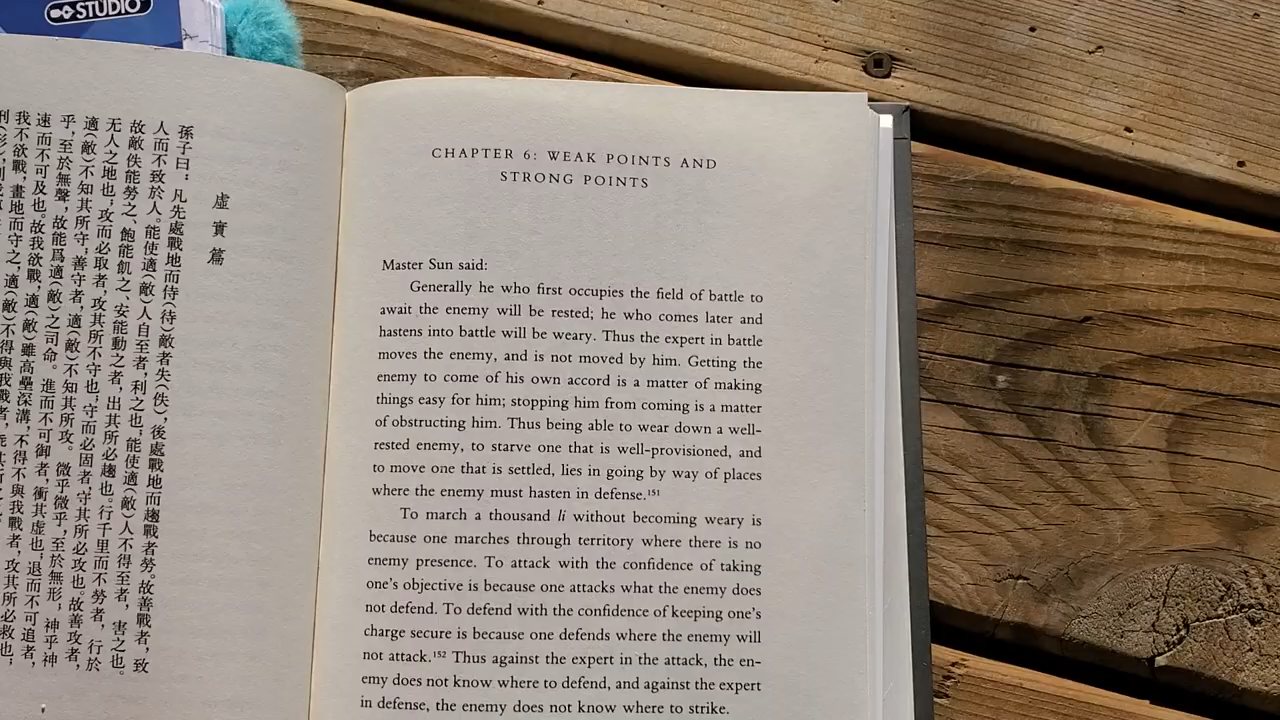 STUDIO
虛實篇
孫子曰：凡先處戰地而侍(待)敵者失(佚)，後處戰地而趨戰者勞。故善戰者，致
人而不致於人。能使適(敵)人自至者，利之也；能使適(敵)人不得至者，害之也。
故敵佚能勞之、飽能飢之、安能動之者，出其所必趨也。行千里而不勞者，行於
无人之地也；攻而必取者，攻其所不守也；守而必固者，守其所必攻也。故善攻者，
適(敵)不知其所守；善守者，適(敵)不知其所攻。微乎微乎，至於無形；神乎神
乎，至於無聲，故能爲適(敵)之司命。進而不可御者，衝其虛也；退而不可追者，
速而不可及也。故我欲戰，適(敵)雖高壘深溝，不得不與我戰者，攻其所必救也；
我不欲戰，畫地而守之，適(敵)不得與我戰者，
CHAPTER 6: WEAK POINTS AND
STRONG POINTS
Master Sun said:
Generally he who first occupies the field of battle to
await the enemy will be rested; he who comes later and
hastens into battle will be weary. Thus the expert in battle
moves the enemy, and is not moved by him. Getting the
enemy to come of his own accord is a matter of making
things easy for him; stopping him from coming is a matter
of obstructing him. Thus being able to wear down a well-
rested enemy, to starve one that is well-provisioned, and
to move one that is settled, lies in going by way of places
where the enemy must hasten in defense.¹⁵¹
To march a thousand li without becoming weary is
because one marches through territory where there is no
enemy presence. To attack with the confidence of taking
one's objective is because one attacks what the enemy does
not defend. To defend with the confidence of keeping one's
charge secure is because one defends where the enemy will
not attack.¹⁵² Thus against the expert in the attack, the en-
emy does not know where to defend, and against the expert
in defense, the enemy does not know where to strike.